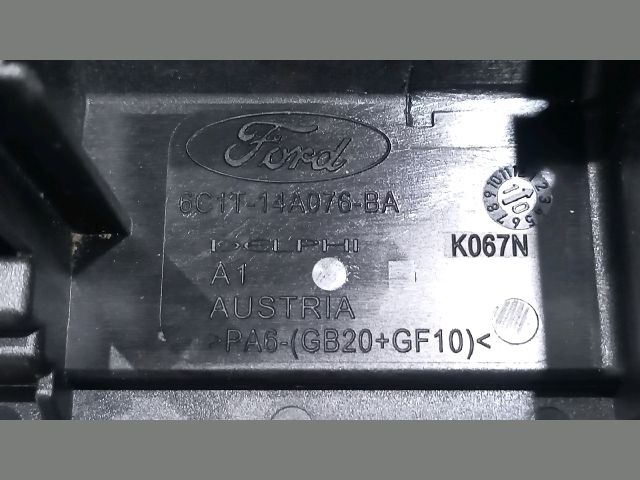 Ford
6C1T-14A076-BA
DELPHI
K067N
A1
AUSTRIA
>PA6-(GB20+GF10)<